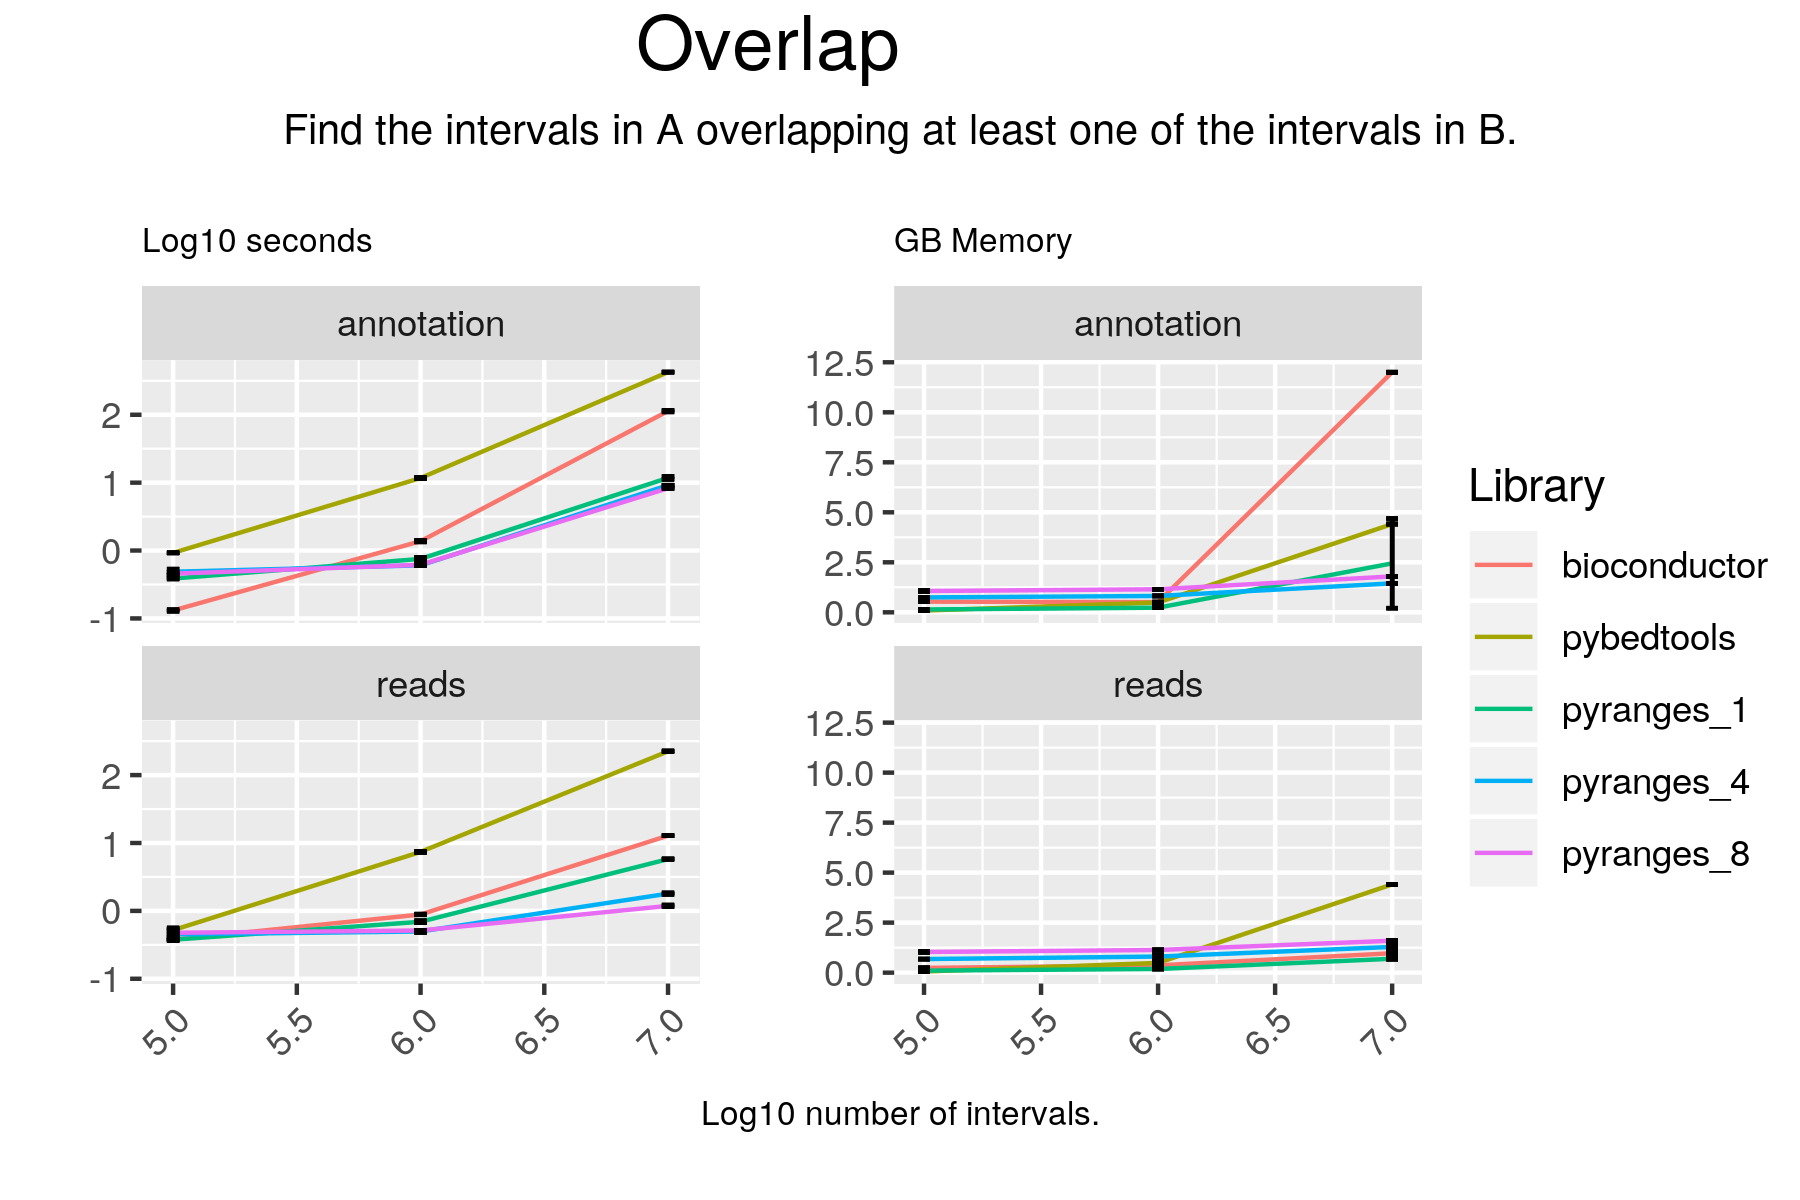 Overlap
Find the intervals in A overlapping at least one of the intervals in B.
Log10 seconds
annotation
2
1
0
-1
reads
2
1
0
-1
5.0 5.5 6.0 6.5 7.0
GB Memory
annotation
12.5
10.0
7.5
5.0
2.5
0.0
reads
12.5
10.0
7.5
5.0
2.5
0.0
5.0 5.5 6.0 6.5 7.0
Log10 number of intervals.
Library
bioconductor
pybedtools
pyranges_1
pyranges_4
pyranges_8